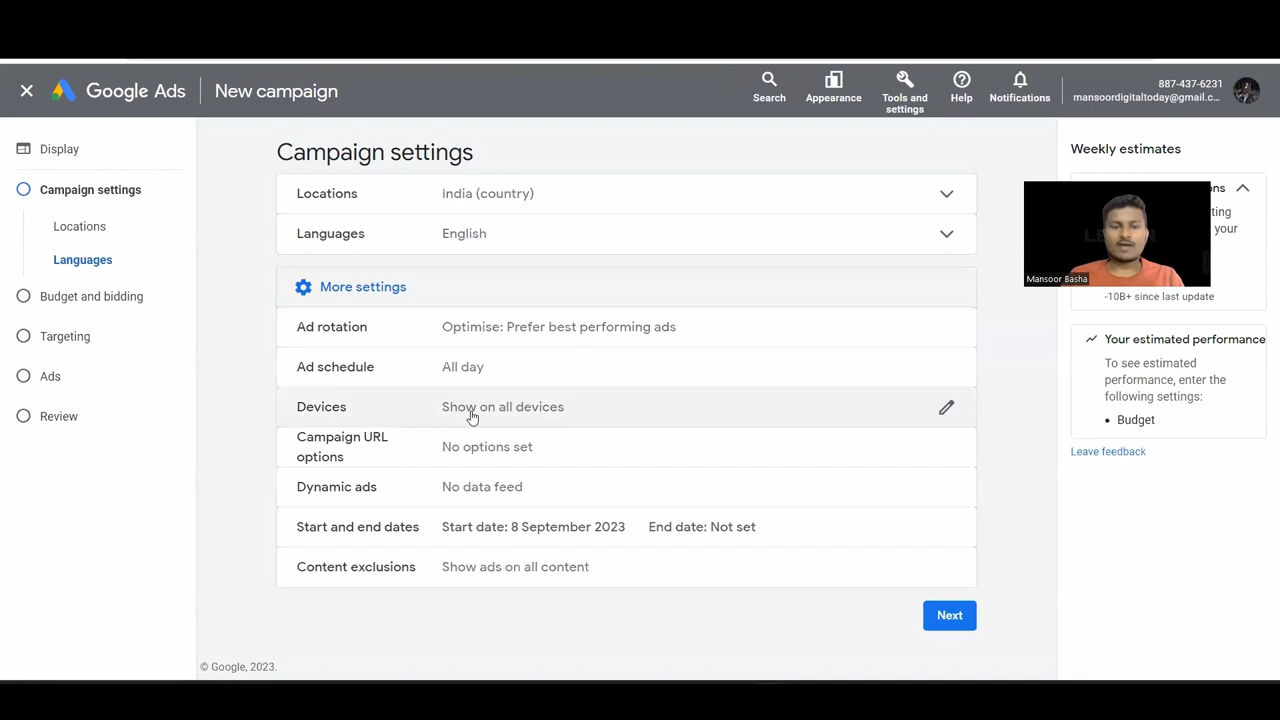 Google Ads
New campaign
Search
Appearance
Tools and
settings
Help
Notifications
887-437-6231
mansoordigitaltoday@gmail.c...
Display
Campaign settings
Locations
Languages
Budget and bidding
Targeting
Ads
Review
Campaign settings
Locations India (country)
Languages English
More settings
Ad rotation Optimise: Prefer best performing ads
Ad schedule All day
Devices Show on all devices
Campaign URL
options No options set
Dynamic ads No data feed
Start and end dates Start date: 8 September 2023 End date: Not set
Content exclusions Show ads on all content
Next
© Google, 2023.
Weekly estimates
ons
ting
your
Mansoor Basha
-10B+ since last update
Your estimated performance
To see estimated
performance, enter the
following settings:
• Budget
Leave feedback